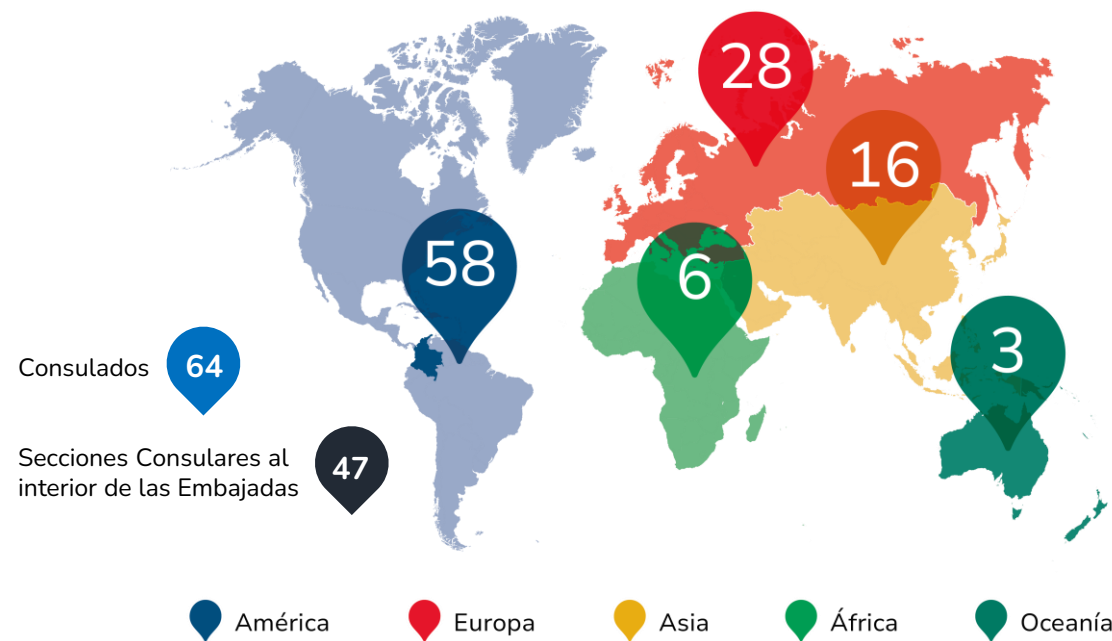 28
16
58
6
3
Consulados
64
Secciones Consulares al
interior de las Embajadas
47
América
Europa
Asia
África
Oceanía